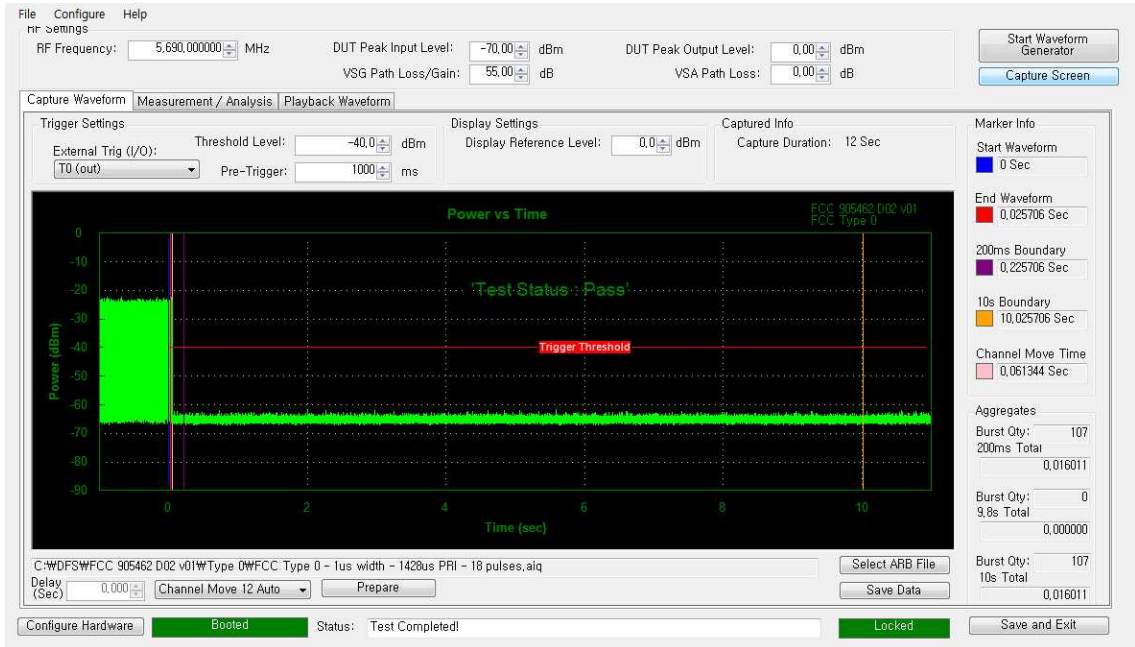 File Configure Help
RF Settings
RF Frequency: 5,690,000000 MHz DUT Peak Input Level: -70,00 dBm DUT Peak Output Level: 0,00 dBm
VSG Path Loss/Gain: 55,00 dB VSA Path Loss: 0,00 dB
Start Waveform
Generator
Capture Screen
Capture Waveform Measurement / Analysis Playback Waveform
Trigger Settings
External Trig (I/O): Threshold Level: -40,0 dBm
T0 (out) Pre-Trigger: 1000 ms
Display Settings
Display Reference Level: 0,0 dBm
Captured Info
Capture Duration: 12 Sec
Power vs Time
FCC 905462 D02 v01
FCC Type 0
'Test Status : Pass'
Trigger Threshold
Power (dBm)
0
-10
-20
-30
-40
-50
-60
-70
-80
-90
0 2 4 6 8 10
Time (sec)
Marker Info
Start Waveform
0 Sec
End Waveform
0,025706 Sec
200ms Boundary
0,225706 Sec
10s Boundary
10,025706 Sec
Channel Move Time
0,061344 Sec
Aggregates
Burst Qty: 107
200ms Total
0,016011
Burst Qty: 0
9,8s Total
0,000000
Burst Qty: 107
10s Total
0,016011
C:₩DFS₩FCC 905462 D02 v01₩Type 0₩FCC Type 0 - 1us width - 1428us PRI - 18 pulses,aiq
Select ARB File
Delay
(Sec) 0,000 Channel Move 12 Auto Prepare
Save Data
Configure Hardware Booted Status: Test Completed! Locked Save and Exit